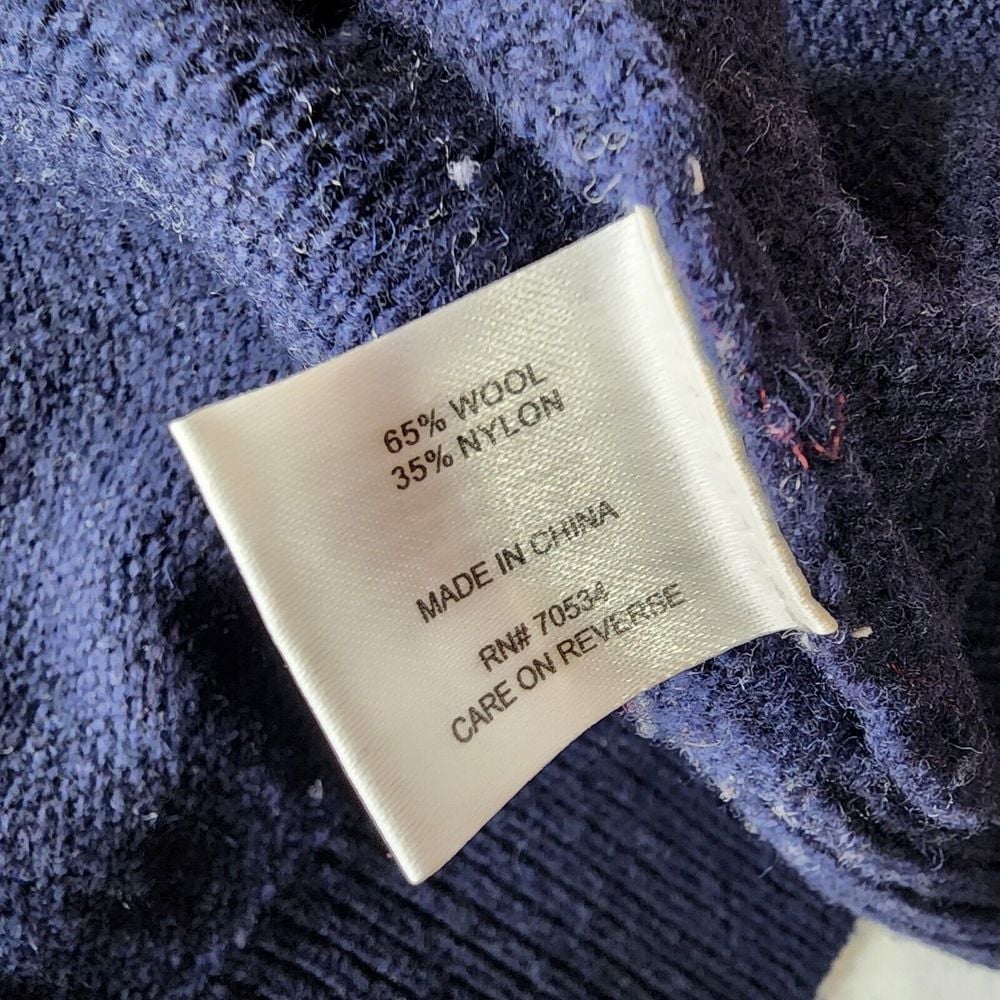 65% WOOL
35% NYLON
MADE IN CHINA
RN# 70534
CARE ON REVERSE